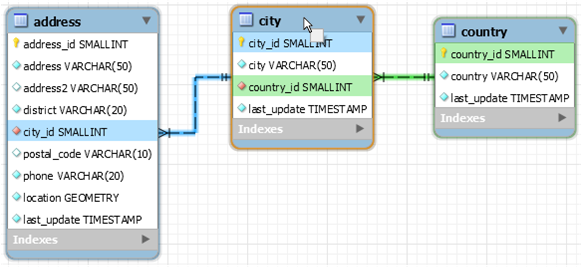 address
address_id SMALLINT
address VARCHAR(50)
address2 VARCHAR(50)
district VARCHAR(20)
city_id SMALLINT
postal_code VARCHAR(10)
phone VARCHAR(20)
location GEOMETRY
last_update TIMESTAMP
Indexes
city
city_id SMALLINT
city VARCHAR(50)
country_id SMALLINT
last_update TIMESTAMP
Indexes
country
country_id SMALLINT
country VARCHAR(50)
last_update TIMESTAMP
Indexes